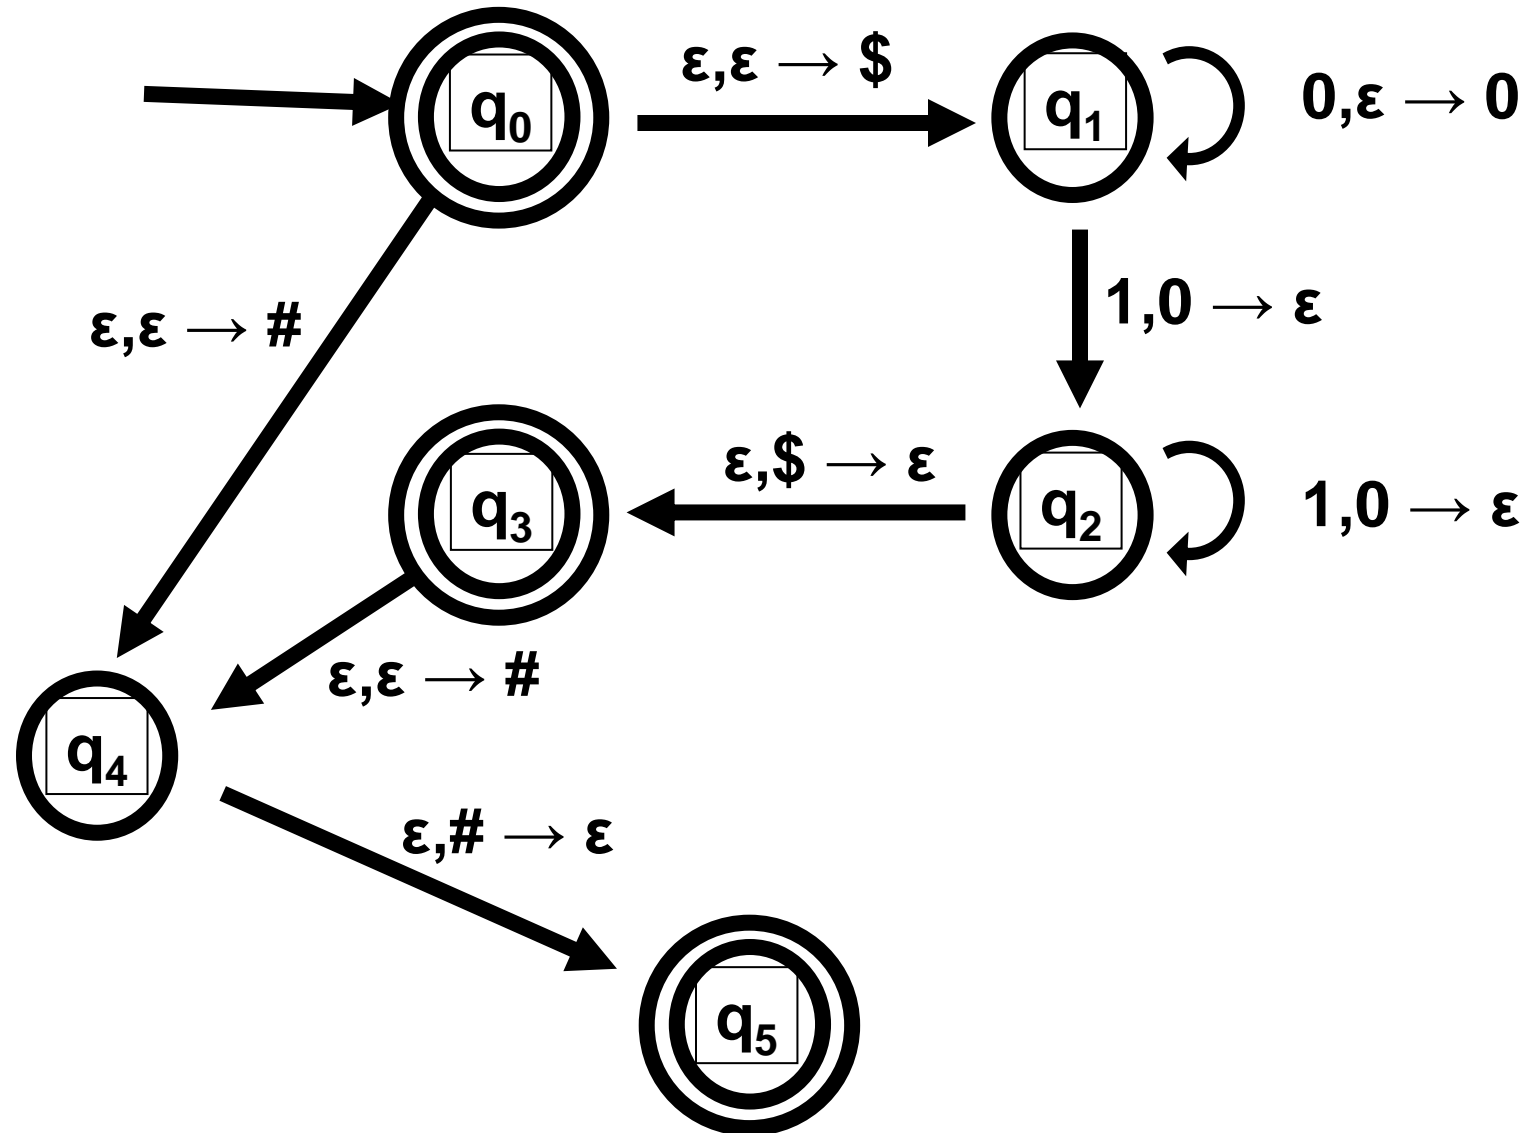 q₀
ε,ε → $
q₁
0,ε → 0
ε,ε → #
1,0 → ε
q₃
ε,$ → ε
q₂
1,0 → ε
ε,ε → #
q₄
ε,# → ε
q₅